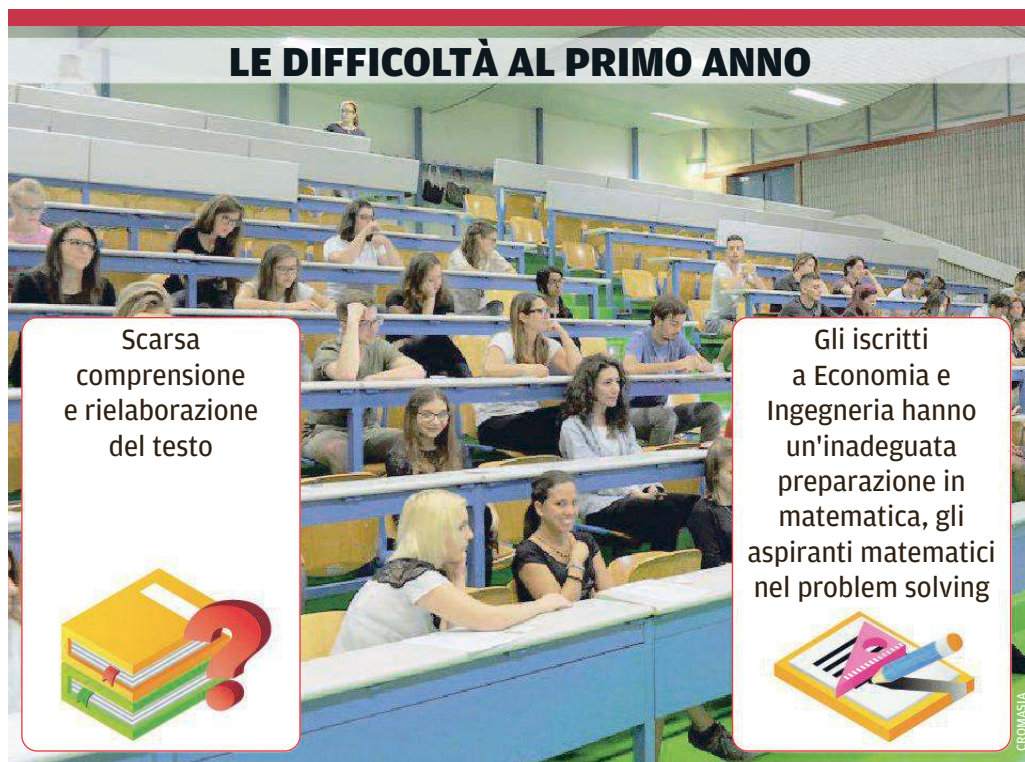 LE DIFFICOLTÀ AL PRIMO ANNO
Scarsa
comprensione
e rielaborazione
del testo
Gli iscritti
a Economia e
Ingegneria hanno
un'inadeguata
preparazione in
matematica, gli
aspiranti matematici
nel problem solving
CROMASIA